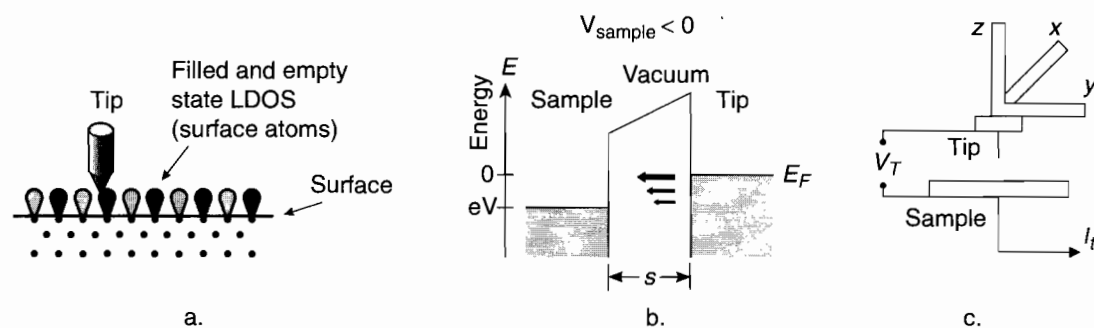 Filled and empty
state LDOS
(surface atoms)
Tip
Surface
a.
V_sample < 0
E
Energy
Sample
Vacuum
Tip
0
eV
E_F
s
b.
z
x
y
Tip
V_T
Sample
I_t
c.